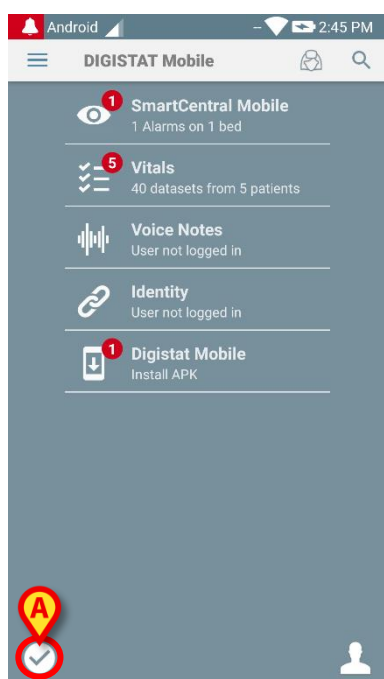 Android -- 2:45 PM
DIGISTAT Mobile
1
SmartCentral Mobile
1 Alarms on 1 bed
5
Vitals
40 datasets from 5 patients
Voice Notes
User not logged in
Identity
User not logged in
1
Digistat Mobile
Install APK
A